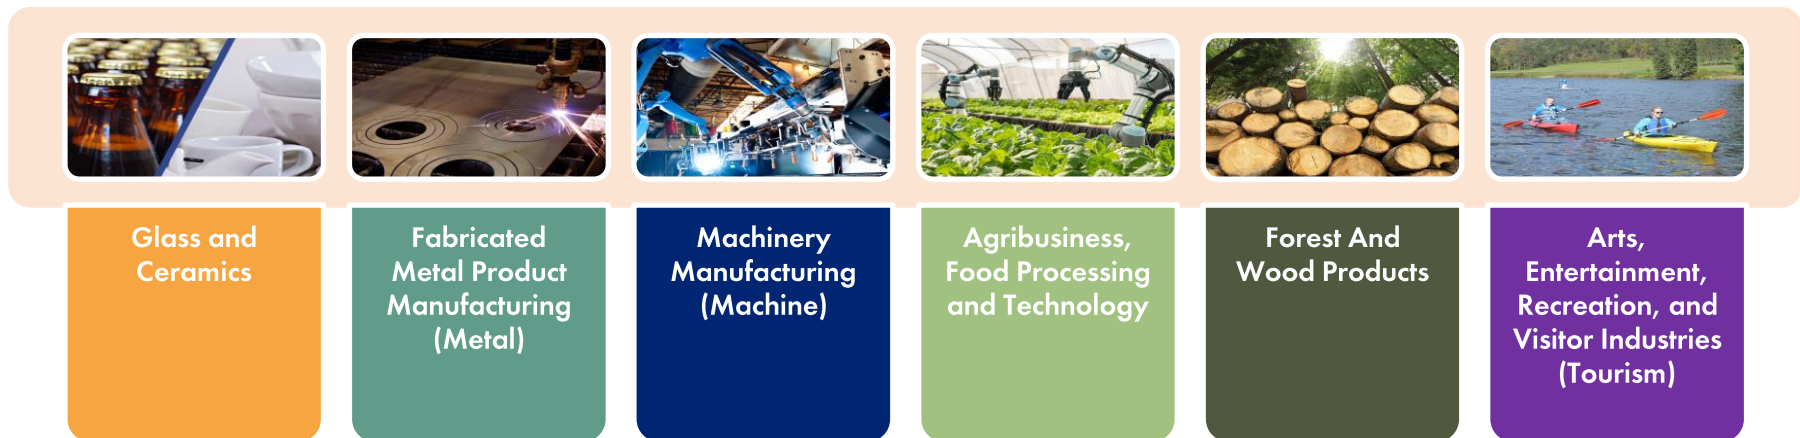 Glass and
Ceramics
Fabricated
Metal Product
Manufacturing
(Metal)
Machinery
Manufacturing
(Machine)
Agribusiness,
Food Processing
and Technology
Forest And
Wood Products
Arts,
Entertainment,
Recreation, and
Visitor Industries
(Tourism)